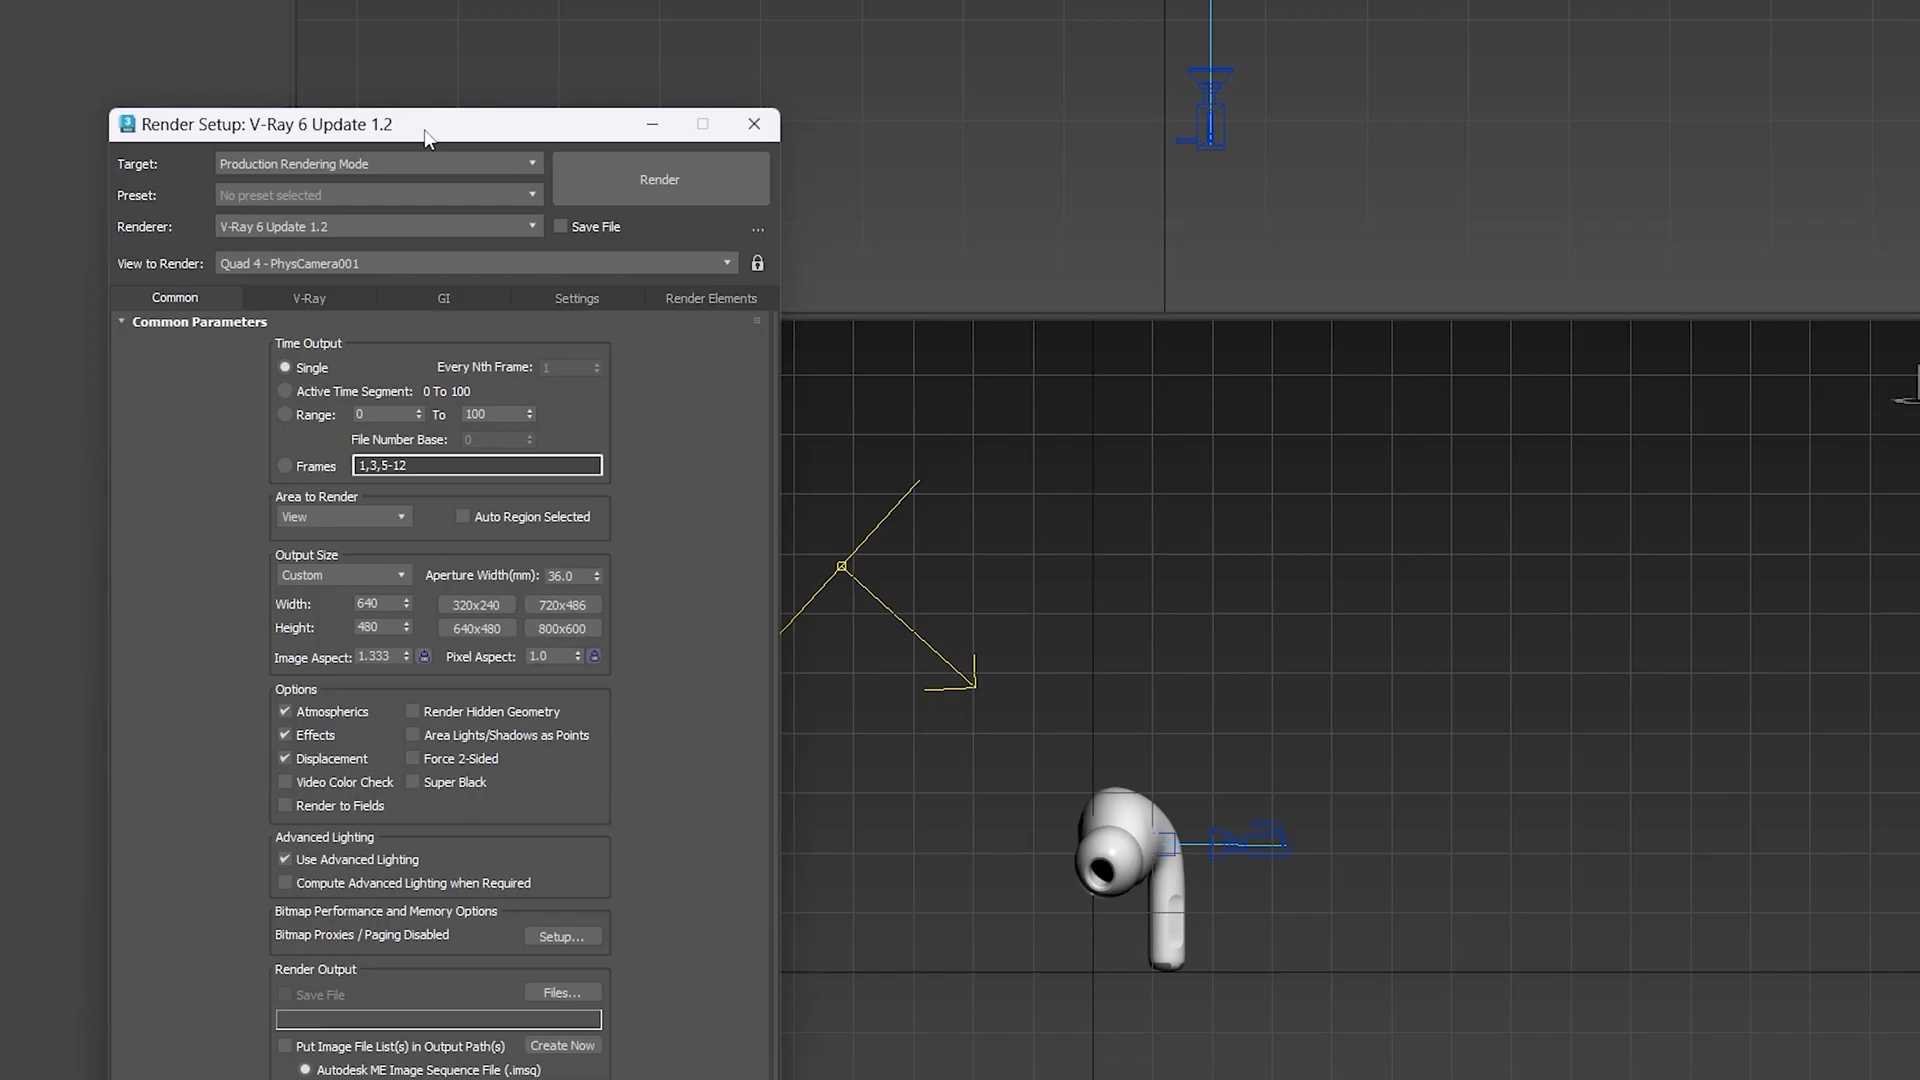 Render Setup: V-Ray 6 Update 1.2
Target: Production Rendering Mode
Render
Preset: No preset selected
Renderer: V-Ray 6 Update 1.2
Save File
...
View to Render: Quad 4 - PhysCamera001
Common V-Ray GI Settings Render Elements
Common Parameters
Time Output
Single Every Nth Frame: 1
Active Time Segment: 0 To 100
Range: 0 To 100
File Number Base: 0
Frames 1,3,5-12
Area to Render
View Auto Region Selected
Output Size
Custom Aperture Width(mm): 36.0
Width: 640 320x240 720x486
Height: 480 640x480 800x600
Image Aspect: 1.333 Pixel Aspect: 1.0
Options
Atmospherics Render Hidden Geometry
Effects Area Lights/Shadows as Points
Displacement Force 2-Sided
Video Color Check Super Black
Render to Fields
Advanced Lighting
Use Advanced Lighting
Compute Advanced Lighting when Required
Bitmap Performance and Memory Options
Bitmap Proxies / Paging Disabled Setup...
Render Output
Save File Files...
Put Image File List(s) in Output Path(s) Create Now
Autodesk ME Image Sequence File (.imsq)